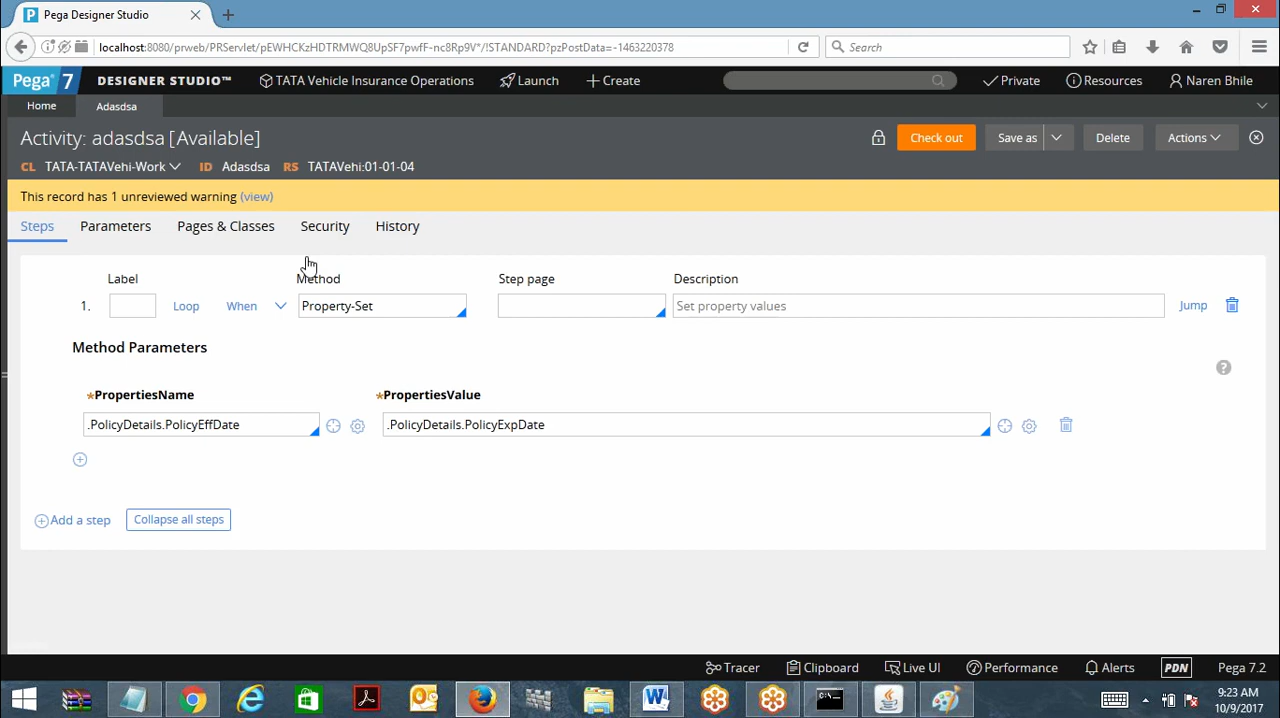 Pega Designer Studio
localhost:8080/prweb/PRServlet/pEWHCKzHDTRMWQ8UpSF7pwfF-nc8Rp9V*/!STANDARD?pzPostData=-1463220378
Search
Pega 7 DESIGNER STUDIO™ TATA Vehicle Insurance Operations Launch Create Private Resources Naren Bhile
Home Adasdsa
Activity: adasdsa [Available]
Check out Save as Delete Actions
CL TATA-TATAVehi-Work ID Adasdsa RS TATAVehi:01-01-04
This record has 1 unreviewed warning (view)
Steps Parameters Pages & Classes Security History
Label Method Step page Description
1. Loop When Property-Set Set property values Jump
Method Parameters
*PropertiesName *PropertiesValue
.PolicyDetails.PolicyEffDate .PolicyDetails.PolicyExpDate
Add a step Collapse all steps
Tracer Clipboard Live UI Performance Alerts PDN Pega 7.2
9:23 AM
10/9/2017